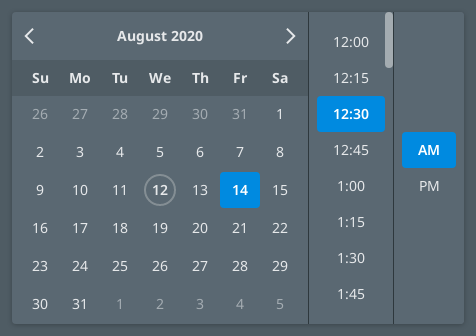 August 2020
Su Mo Tu We Th Fr Sa
26 27 28 29 30 31 1
2 3 4 5 6 7 8
9 10 11 12 13 14 15
16 17 18 19 20 21 22
23 24 25 26 27 28 29
30 31 1 2 3 4 5
12:00
12:15
12:30
12:45
1:00
1:15
1:30
1:45
AM
PM